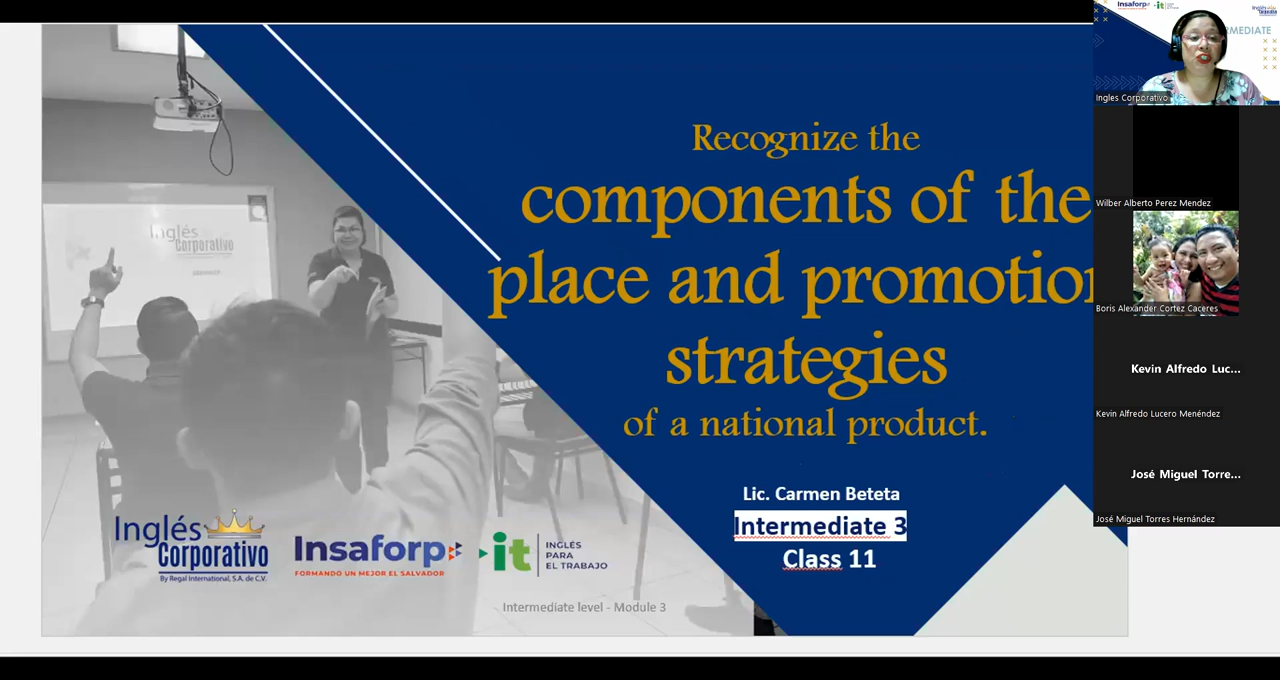 Recognize the
components of the
place and promotion
strategies
of a national product.
Lic. Carmen Beteta
Intermediate 3
Class 11
Inglés
Corporativo
By Regal International, S.A. de C.V.
Insaforp
FORMANDO UN MEJOR EL SALVADOR
it
INGLÉS
PARA
EL TRABAJO
Intermediate level - Module 3
Inglés
Corporativo
Insaforp
it
MEDIATE
Ingles Corporativo
Wilber Alberto Perez Mendez
Boris Alexander Cortez Caceres
Kevin Alfredo Luc...
Kevin Alfredo Lucero Menéndez
José Miguel Torre...
José Miguel Torres Hernández